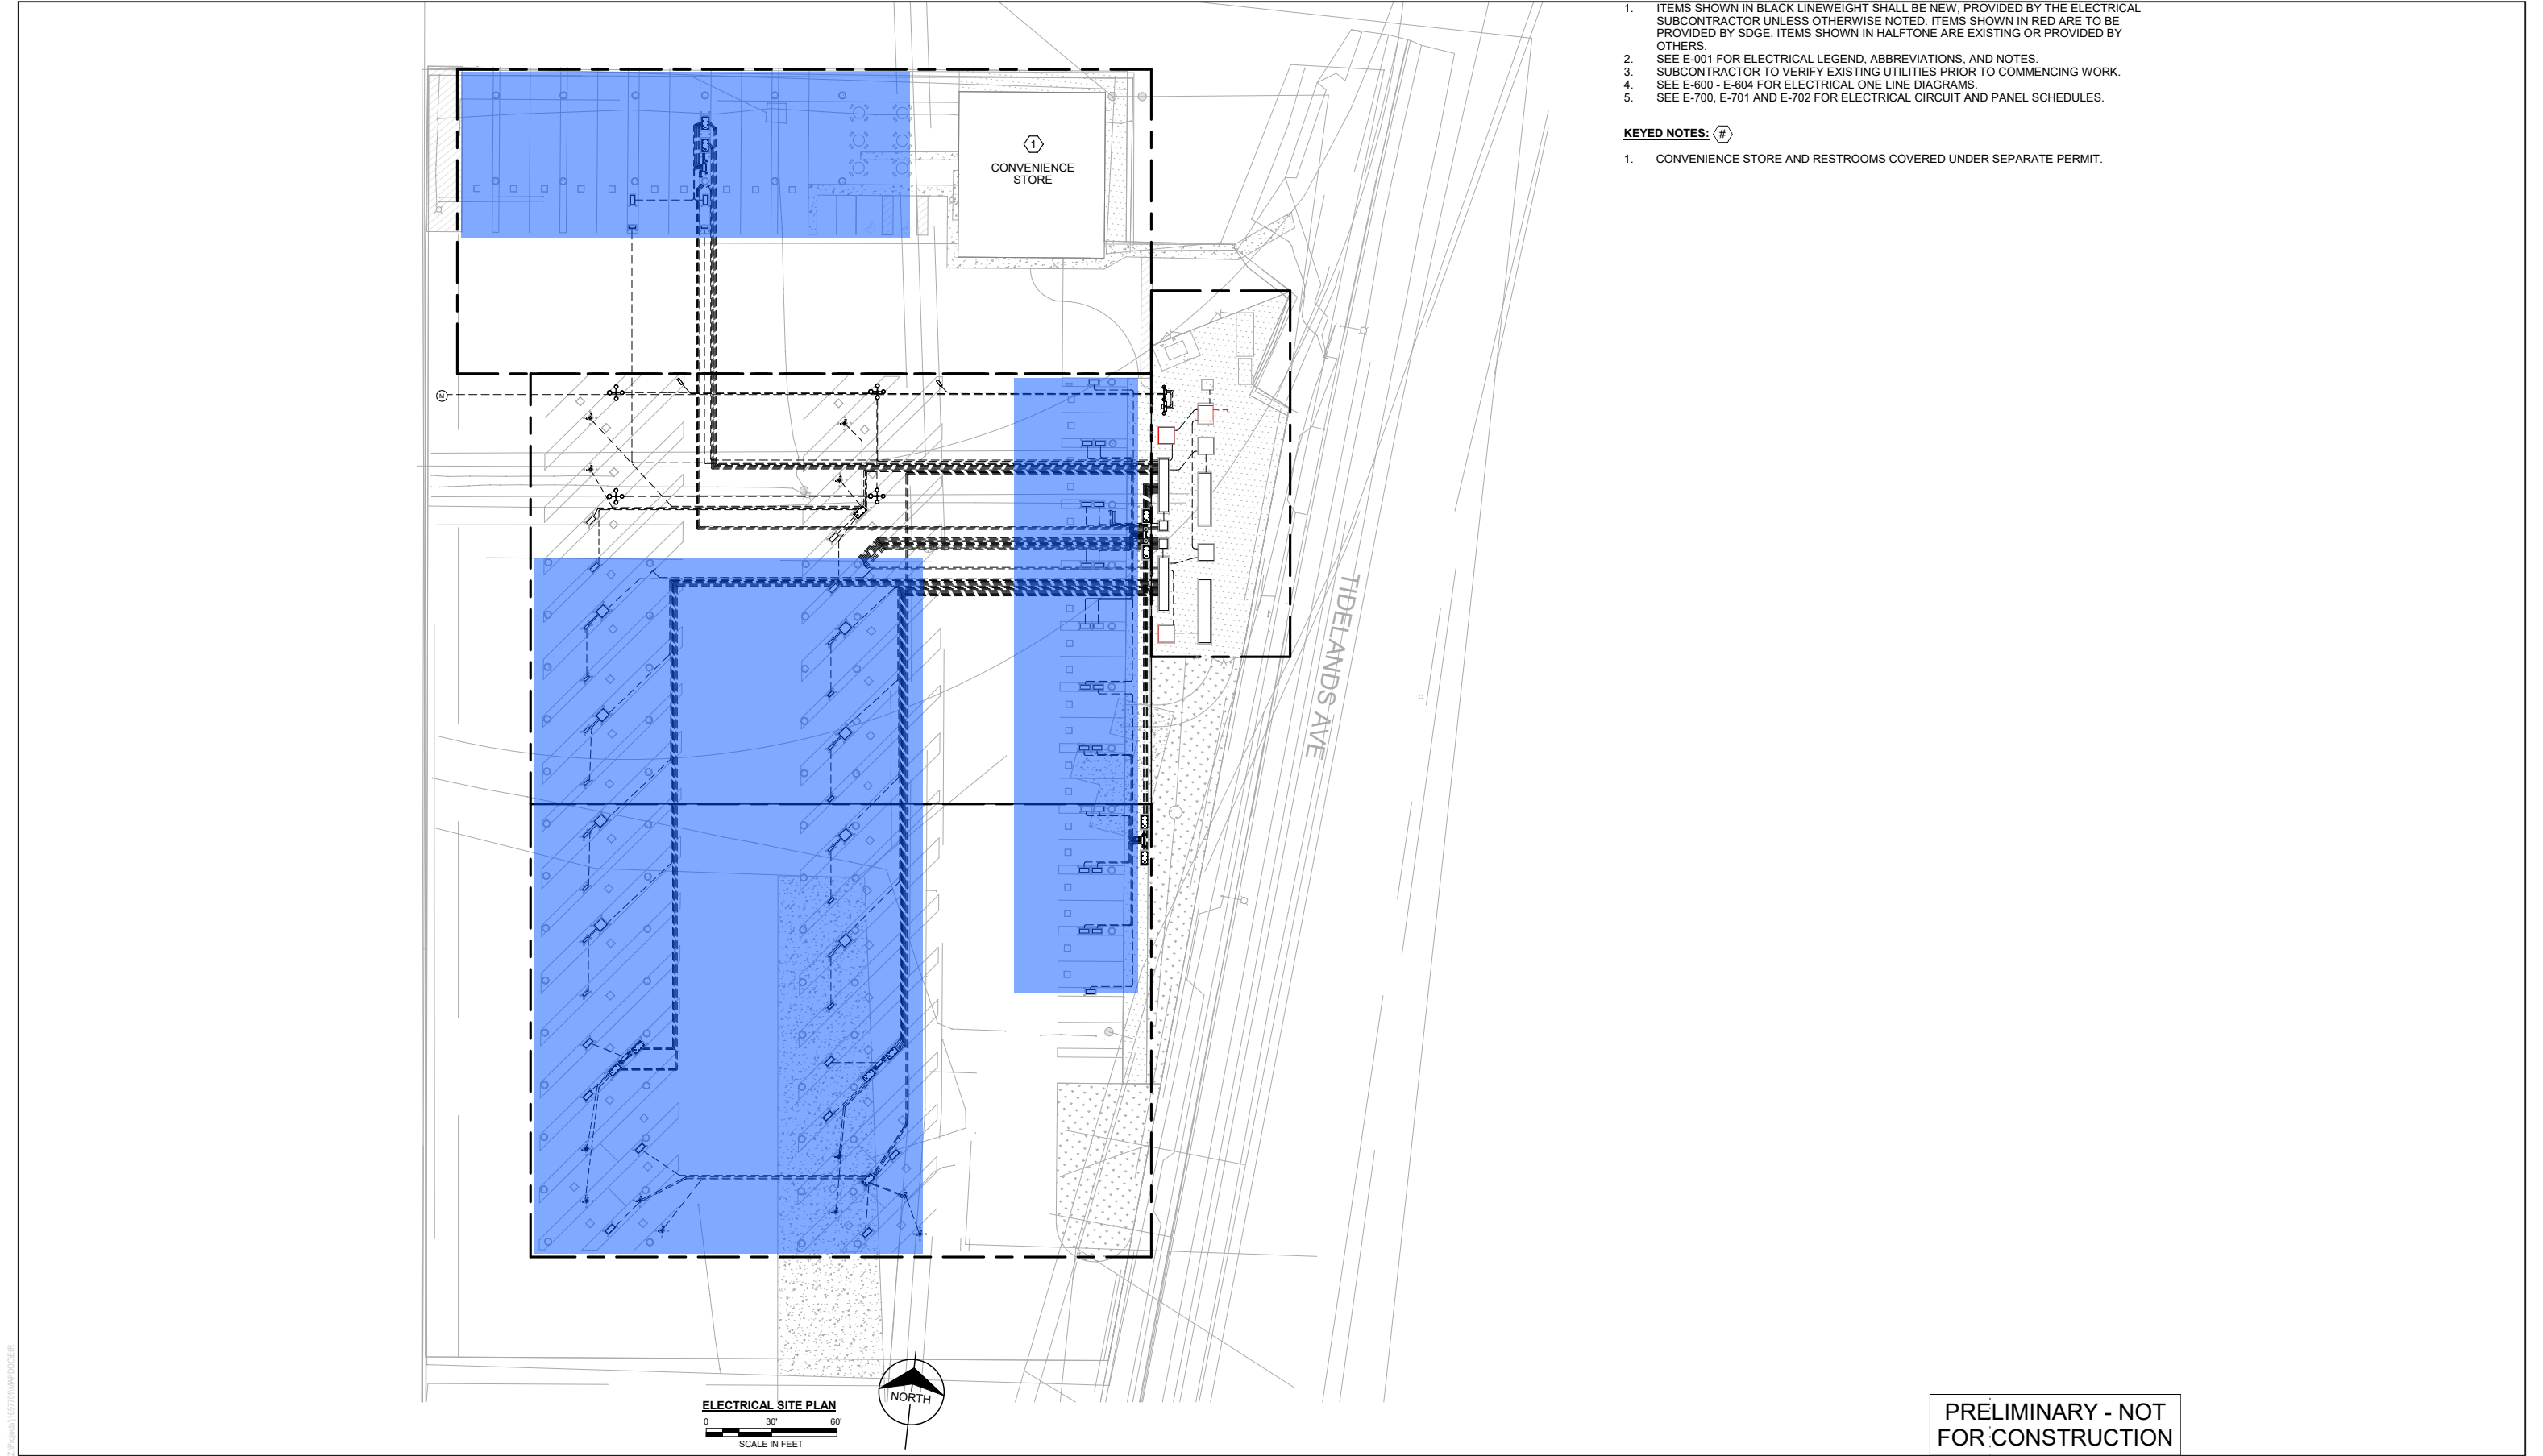 1. ITEMS SHOWN IN BLACK LINEWEIGHT SHALL BE NEW, PROVIDED BY THE ELECTRICAL
SUBCONTRACTOR UNLESS OTHERWISE NOTED. ITEMS SHOWN IN RED ARE TO BE
PROVIDED BY SDGE. ITEMS SHOWN IN HALFTONE ARE EXISTING OR PROVIDED BY
OTHERS.
2. SEE E-001 FOR ELECTRICAL LEGEND, ABBREVIATIONS, AND NOTES.
3. SUBCONTRACTOR TO VERIFY EXISTING UTILITIES PRIOR TO COMMENCING WORK.
4. SEE E-600 - E-604 FOR ELECTRICAL ONE LINE DIAGRAMS.
5. SEE E-700, E-701 AND E-702 FOR ELECTRICAL CIRCUIT AND PANEL SCHEDULES.
KEYED NOTES: #
1. CONVENIENCE STORE AND RESTROOMS COVERED UNDER SEPARATE PERMIT.
1
CONVENIENCE
STORE
M
TIDELANDS AVE
NORTH
ELECTRICAL SITE PLAN
0 30' 60'
SCALE IN FEET
PRELIMINARY - NOT
FOR CONSTRUCTION